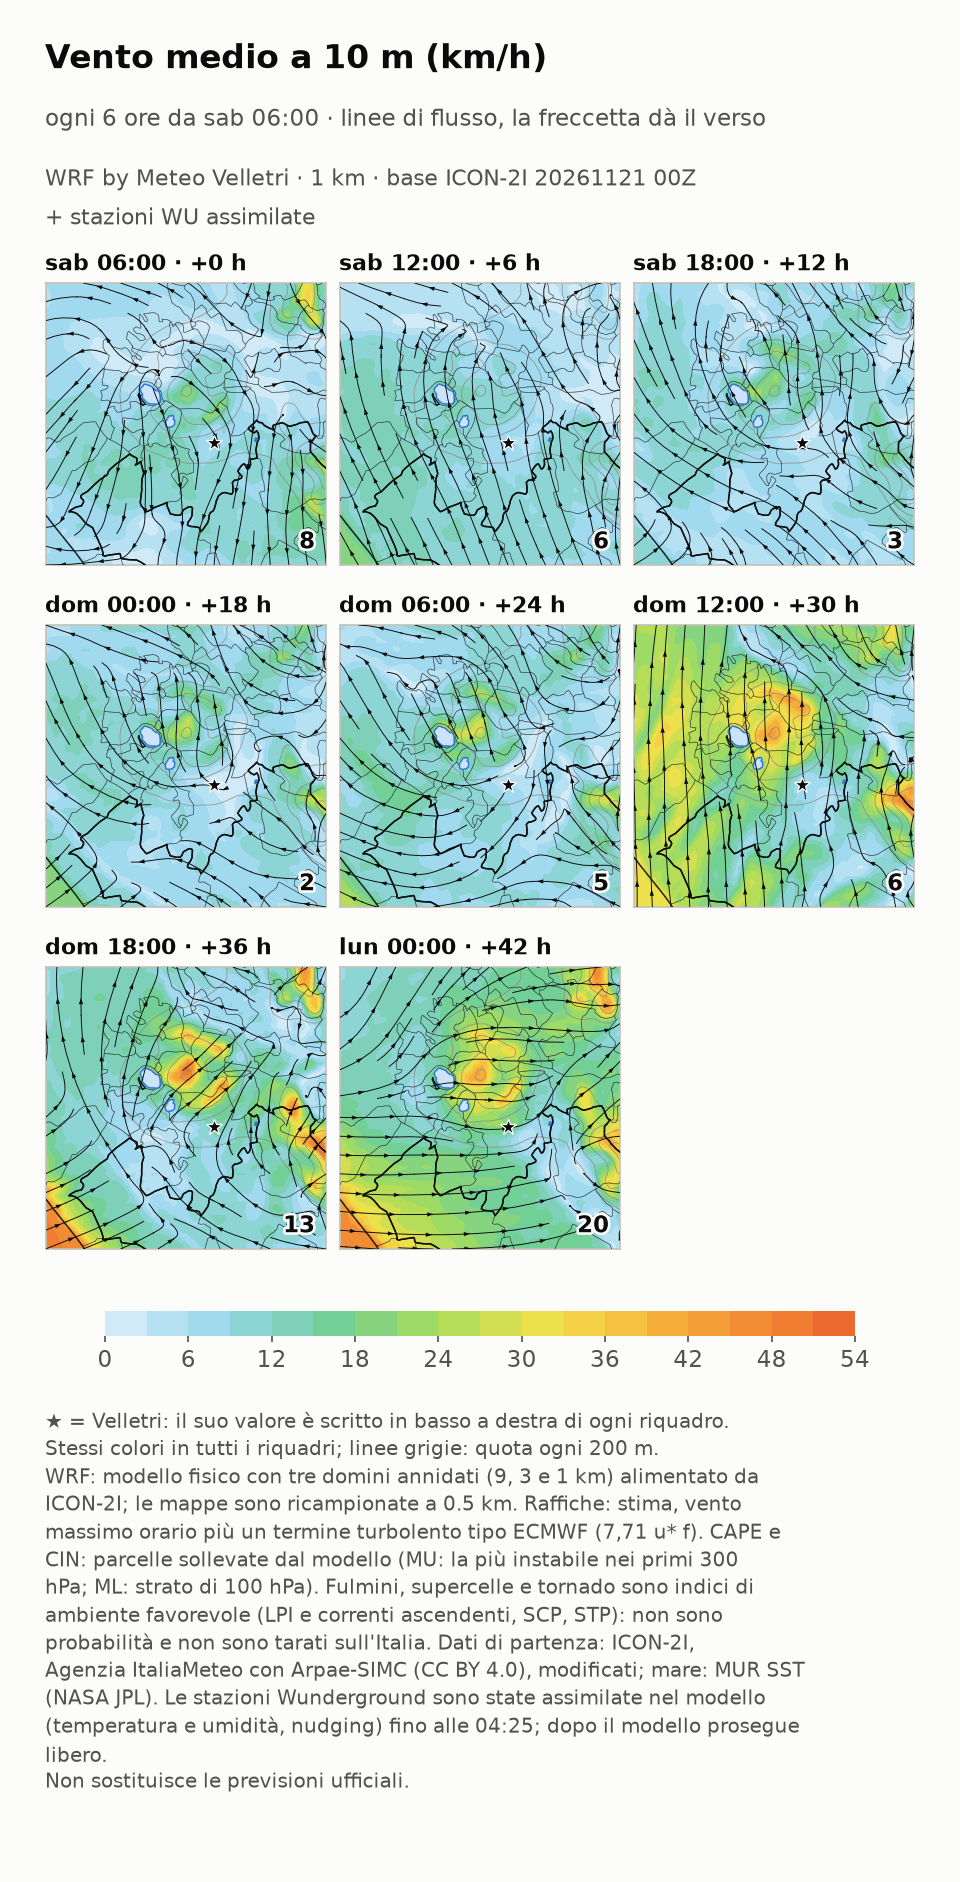 Vento medio a 10 m (km/h)
ogni 6 ore da sab 06:00 · linee di flusso, la freccetta dà il verso
WRF by Meteo Velletri · 1 km · base ICON-2I 20261121 00Z
+ stazioni WU assimilate
sab 06:00 · +0 h
sab 12:00 · +6 h
sab 18:00 · +12 h
8
6
3
dom 00:00 · +18 h
dom 06:00 · +24 h
dom 12:00 · +30 h
2
5
6
dom 18:00 · +36 h
lun 00:00 · +42 h
13
20
0 6 12 18 24 30 36 42 48 54
★ = Velletri: il suo valore è scritto in basso a destra di ogni riquadro.
Stessi colori in tutti i riquadri; linee grigie: quota ogni 200 m.
WRF: modello fisico con tre domini annidati (9, 3 e 1 km) alimentato da
ICON-2I; le mappe sono ricampionate a 0.5 km. Raffiche: stima, vento
massimo orario più un termine turbolento tipo ECMWF (7,71 u* f). CAPE e
CIN: parcelle sollevate dal modello (MU: la più instabile nei primi 300
hPa; ML: strato di 100 hPa). Fulmini, supercelle e tornado sono indici di
ambiente favorevole (LPI e correnti ascendenti, SCP, STP): non sono
probabilità e non sono tarati sull'Italia. Dati di partenza: ICON-2I,
Agenzia ItaliaMeteo con Arpae-SIMC (CC BY 4.0), modificati; mare: MUR SST
(NASA JPL). Le stazioni Wunderground sono state assimilate nel modello
(temperatura e umidità, nudging) fino alle 04:25; dopo il modello prosegue
libero.
Non sostituisce le previsioni ufficiali.